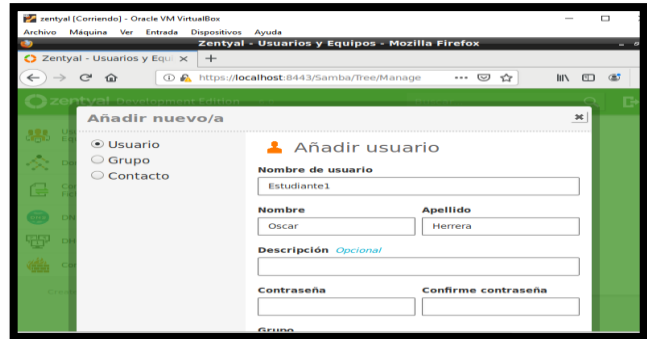 zentyal [Corriendo] - Oracle VM VirtualBox
Archivo Máquina Ver Entrada Dispositivos Ayuda
Zentyal - Usuarios y Equipos - Mozilla Firefox
Zentyal - Usuarios y Equi
https://localhost:8443/Samba/Tree/Manage
zentyal Development Edition
Añadir nuevo/a
Usuario
Grupo
Contacto
Añadir usuario
Nombre de usuario
Estudiante1
Nombre Apellido
Oscar Herrera
Descripción Opcional
Contraseña Confirme contraseña
Grupo